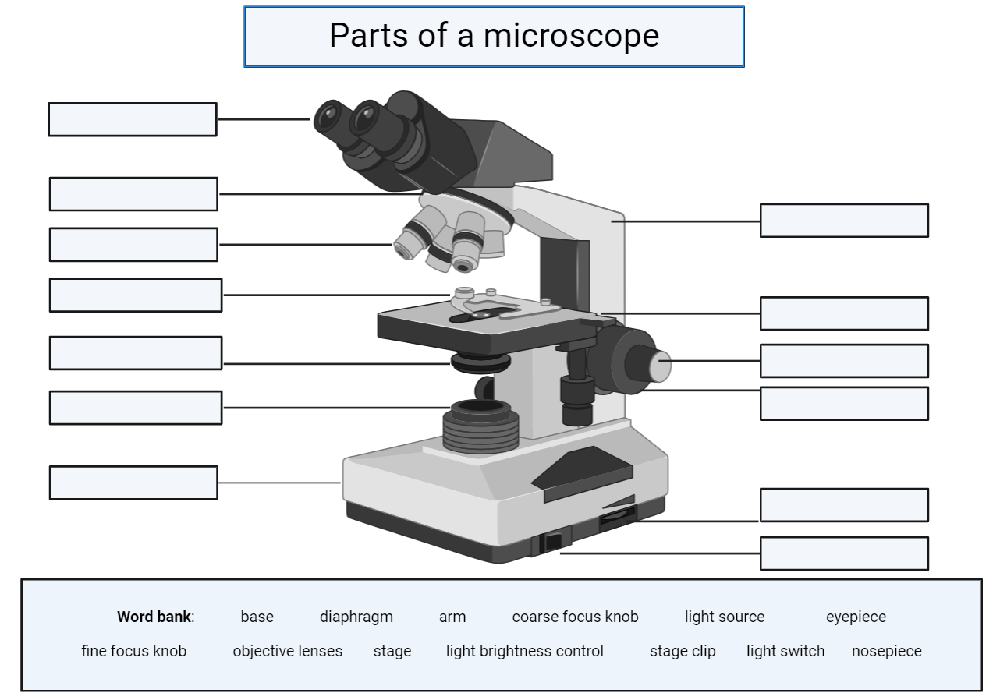 Parts of a microscope
Word bank: base diaphragm arm coarse focus knob light source eyepiece
fine focus knob objective lenses stage light brightness control stage clip light switch nosepiece